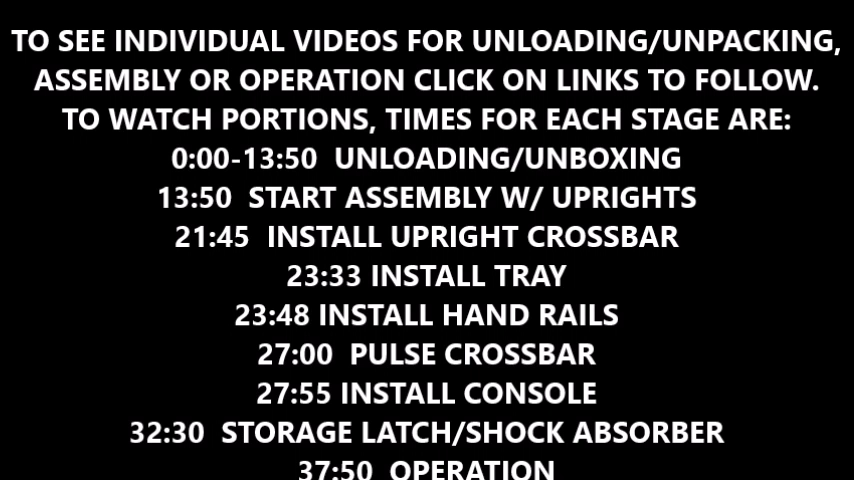 TO SEE INDIVIDUAL VIDEOS FOR UNLOADING/UNPACKING,
ASSEMBLY OR OPERATION CLICK ON LINKS TO FOLLOW.
TO WATCH PORTIONS, TIMES FOR EACH STAGE ARE:
0:00-13:50  UNLOADING/UNBOXING
13:50  START ASSEMBLY W/ UPRIGHTS
21:45  INSTALL UPRIGHT CROSSBAR
23:33 INSTALL TRAY
23:48 INSTALL HAND RAILS
27:00  PULSE CROSSBAR
27:55 INSTALL CONSOLE
32:30  STORAGE LATCH/SHOCK ABSORBER
37:50  OPERATION